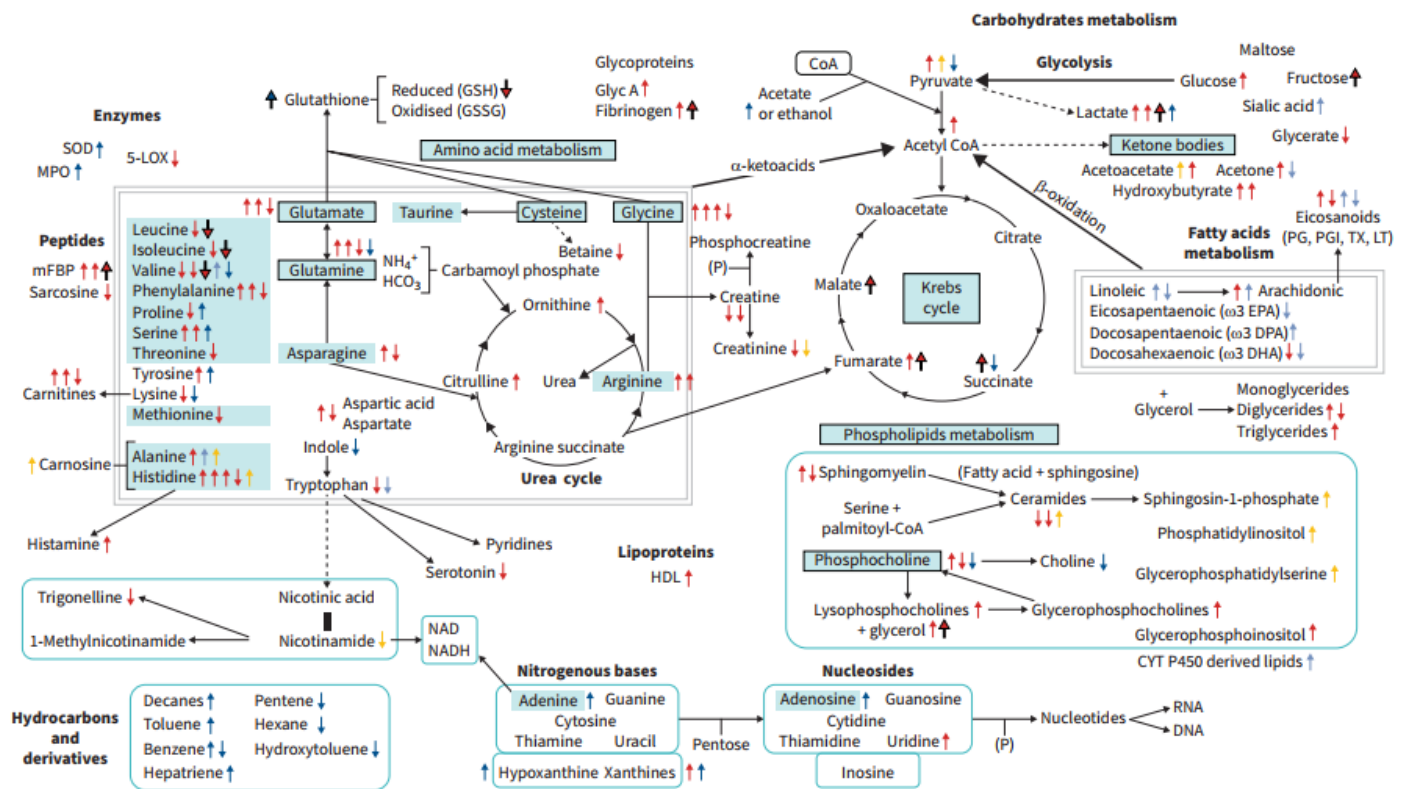 Carbohydrates metabolism
CoA
Pyruvate
Glycolysis
Maltose
Glucose
Fructose
Acetate
or ethanol
Lactate
Sialic acid
Glycerate
Acetyl CoA
Ketone bodies
Acetoacetate
Acetone
Hydroxybutyrate
α-ketoacids
β-oxidation
Glycoproteins
Glyc A
Fibrinogen
Glutathione
Reduced (GSH)
Oxidised (GSSG)
Enzymes
SOD
MPO
5-LOX
Amino acid metabolism
Glutamate
Taurine
Cysteine
Glycine
Betaine
Glutamine
NH₄⁺
HCO₃
Carbamoyl phosphate
Peptides
mFBP
Sarcosine
Leucine
Isoleucine
Valine
Phenylalanine
Proline
Serine
Threonine
Tyrosine
Lysine
Methionine
Carnitines
Carnosine
Alanine
Histidine
Histamine
Asparagine
Aspartic acid
Aspartate
Indole
Tryptophan
Ornithine
Citrulline
Urea
Arginine
Arginine succinate
Urea cycle
Phosphocreatine
(P)
Creatine
Creatinine
Oxaloacetate
Citrate
Malate
Krebs
cycle
Fumarate
Succinate
Eicosanoids
(PG, PGI, TX, LT)
Fatty acids
metabolism
Linoleic
Arachidonic
Eicosapentaenoic (ω3 EPA)
Docosapentaenoic (ω3 DPA)
Docosahexaenoic (ω3 DHA)
+
Glycerol
Monoglycerides
Diglycerides
Triglycerides
Phospholipids metabolism
Sphingomyelin
(Fatty acid + sphingosine)
Serine +
palmitoyl-CoA
Ceramides
Sphingosin-1-phosphate
Phosphatidylinositol
Phosphocholine
Choline
Glycerophosphatidylserine
Lysophosphocholines
+ glycerol
Glycerophosphocholines
Glycerophosphoinositol
CYT P450 derived lipids
Pyridines
Serotonin
Lipoproteins
HDL
Trigonelline
Nicotinic acid
1-Methylnicotinamide
Nicotinamide
NAD
NADH
Hydrocarbons
and
derivatives
Decanes
Pentene
Toluene
Hexane
Benzene
Hydroxytoluene
Hepatriene
Nitrogenous bases
Adenine
Guanine
Cytosine
Thiamine
Uracil
Hypoxanthine Xanthines
Pentose
Nucleosides
Adenosine
Guanosine
Cytidine
Thiamidine
Uridine
Inosine
(P)
Nucleotides
RNA
DNA